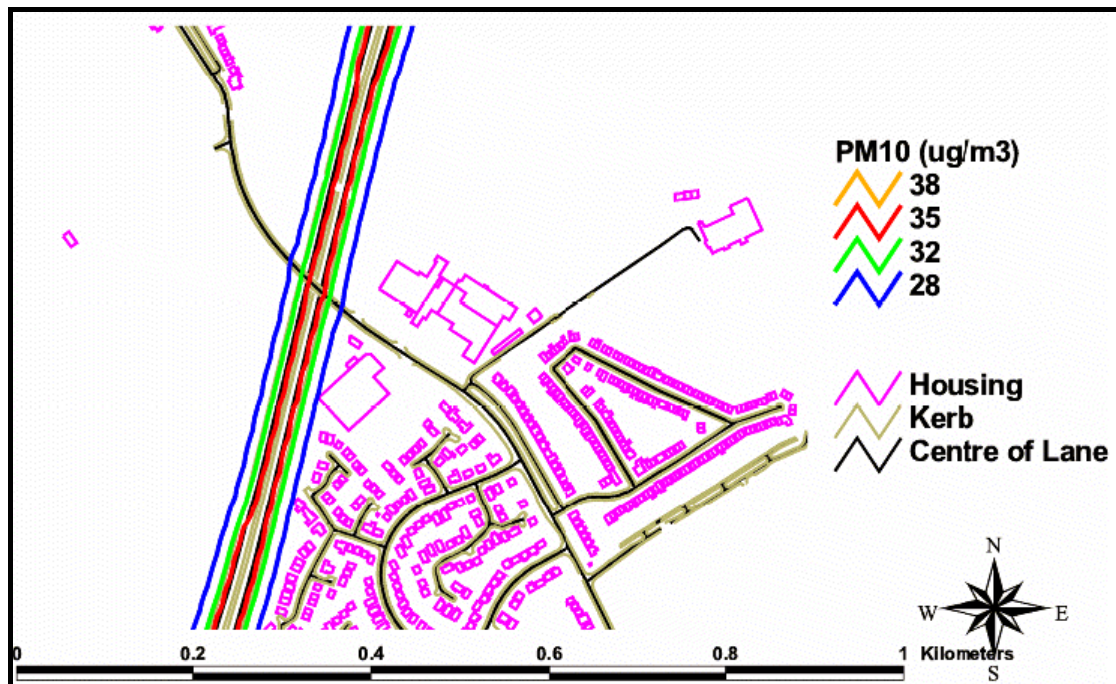 PM10 (ug/m3)
38
35
32
28
Housing
Kerb
Centre of Lane
N
W E
S
0 0.2 0.4 0.6 0.8 1 Kilometers